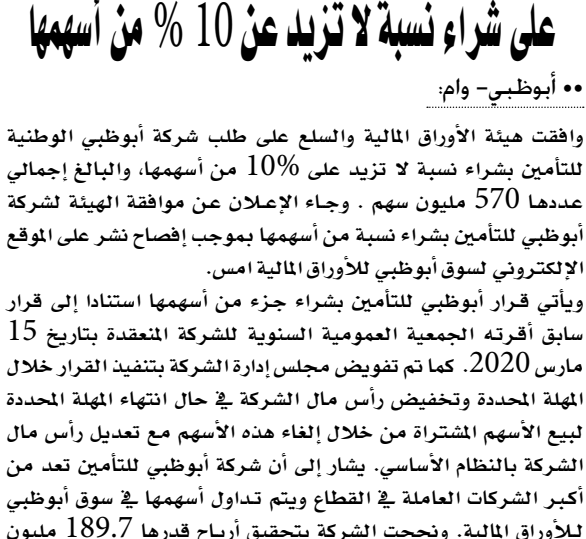 على شراء نسبة لا تزيد عن 10 % من أسهمها
•• أبوظبي- وام:
وافقت هيئة الأوراق المالية والسلع على طلب شركة أبوظبي الوطنية
للتأمين بشراء نسبة لا تزيد على 10% من أسهمها، والبالغ إجمالي
عددها 570 مليون سهم . وجاء الإعلان عن موافقة الهيئة لشركة
أبوظبي للتأمين بشراء نسبة من أسهمها بموجب إفصاح نشر على الموقع
الإلكتروني لسوق أبوظبي للأوراق المالية امس.
ويأتي قرار أبوظبي للتأمين بشراء جزء من أسهمها استنادا إلى قرار
سابق أقرته الجمعية العمومية السنوية للشركة المنعقدة بتاريخ 15
مارس 2020. كما تم تفويض مجلس إدارة الشركة بتنفيذ القرار خلال
المهلة المحددة وتخفيض رأس مال الشركة في حال انتهاء المهلة المحددة
لبيع الأسهم المشتراة من خلال إلغاء هذه الأسهم مع تعديل رأس مال
الشركة بالنظام الأساسي. يشار إلى أن شركة أبوظبي للتأمين تعد من
أكبر الشركات العاملة في القطاع ويتم تداول أسهمها في سوق أبوظبي
للأوراق المالية. ونجحت الشركة بتحقيق أرباح قدرها 189.7 مليون